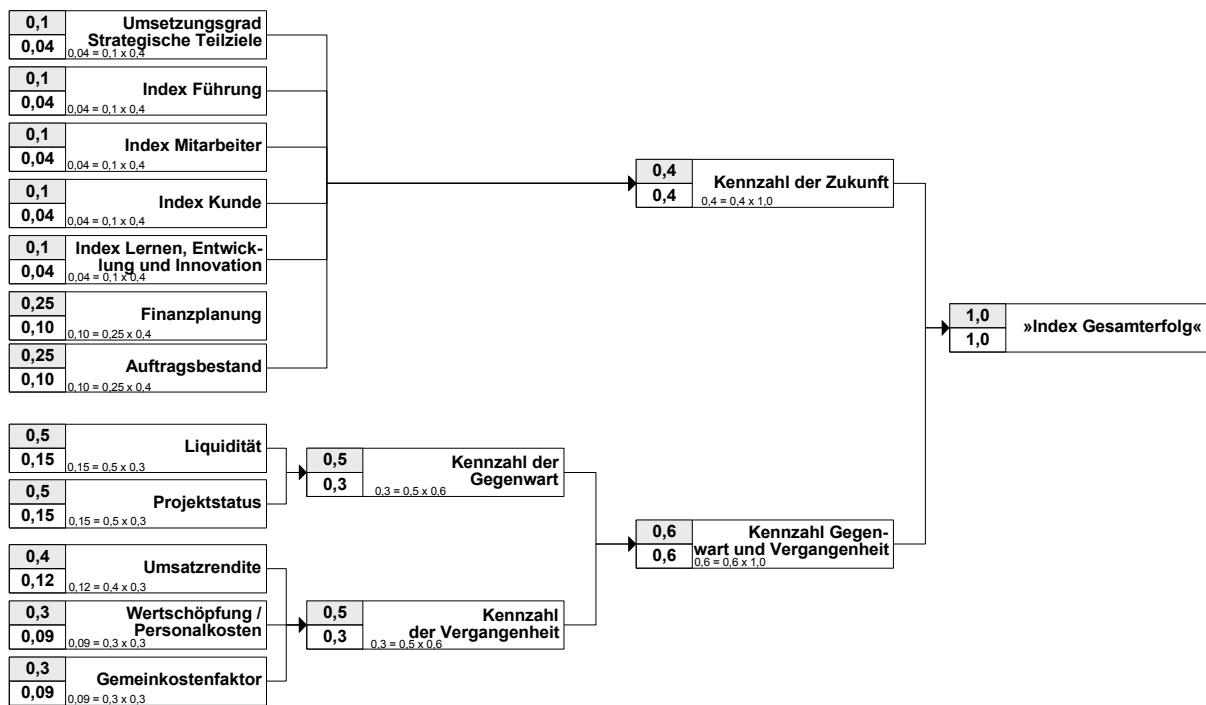 0,1
Umsetzungsgrad
Strategische Teilziele
0,04
0,04 = 0,1 x 0,4
0,1
Index Führung
0,04
0,04 = 0,1 x 0,4
0,1
Index Mitarbeiter
0,04
0,04 = 0,1 x 0,4
0,1
Index Kunde
0,04
0,04 = 0,1 x 0,4
0,1
Index Lernen, Entwick-
lung und Innovation
0,04
0,04 = 0,1 x 0,4
0,25
Finanzplanung
0,10
0,10 = 0,25 x 0,4
0,25
Auftragsbestand
0,10
0,10 = 0,25 x 0,4
0,4
Kennzahl der Zukunft
0,4
0,4 = 0,4 x 1,0
1,0
»Index Gesamterfolg«
1,0
0,5
Liquidität
0,15
0,15 = 0,5 x 0,3
0,5
Projektstatus
0,15
0,15 = 0,5 x 0,3
0,5
Kennzahl der
Gegenwart
0,3
0,3 = 0,5 x 0,6
0,6
Kennzahl Gegen-
wart und Vergangenheit
0,6
0,6 = 0,6 x 1,0
0,4
Umsatzrendite
0,12
0,12 = 0,4 x 0,3
0,3
Wertschöpfung /
Personalkosten
0,09
0,09 = 0,3 x 0,3
0,3
Gemeinkostenfaktor
0,09
0,09 = 0,3 x 0,3
0,5
Kennzahl
der Vergangenheit
0,3
0,3 = 0,5 x 0,6